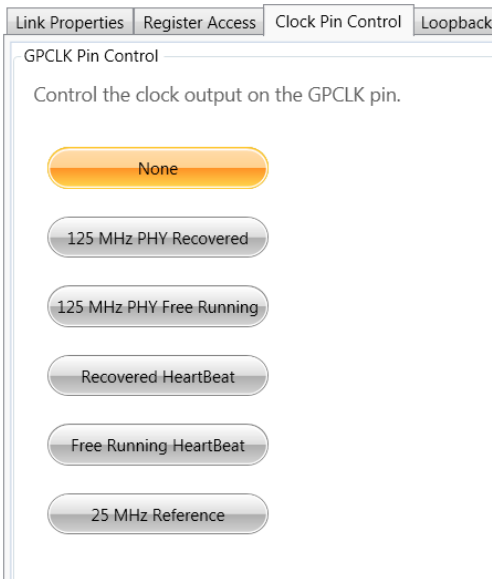 Link Properties Register Access Clock Pin Control Loopback
GPCLK Pin Control
Control the clock output on the GPCLK pin.
None
125 MHz PHY Recovered
125 MHz PHY Free Running
Recovered HeartBeat
Free Running HeartBeat
25 MHz Reference